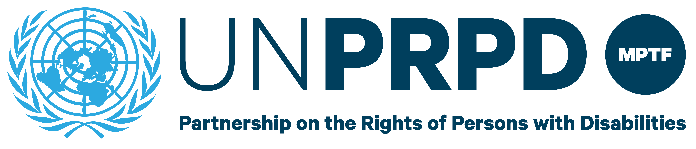 UNPRPD MPTF
Partnership on the Rights of Persons with Disabilities